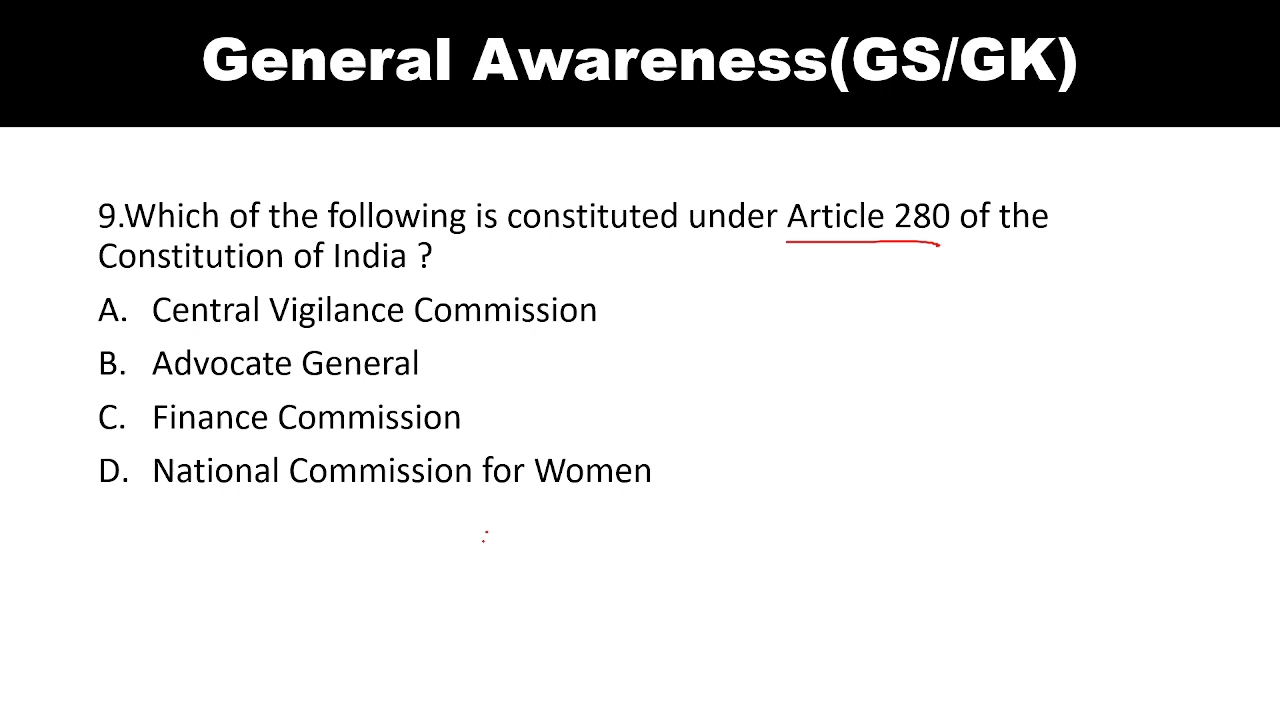 General Awareness(GS/GK)
9.Which of the following is constituted under Article 280 of the
Constitution of India ?
A. Central Vigilance Commission
B. Advocate General
C. Finance Commission
D. National Commission for Women